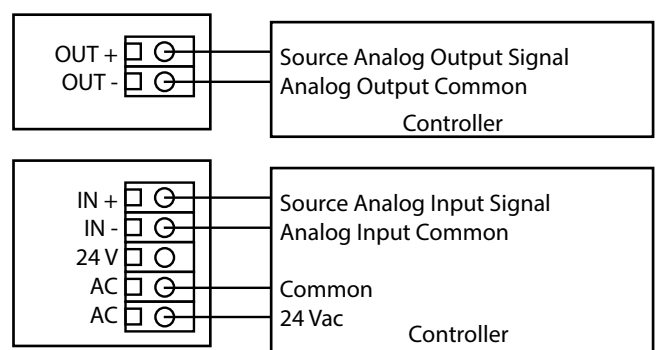 OUT +
OUT -
Source Analog Output Signal
Analog Output Common
Controller
IN +
IN -
24 V
AC
AC
Source Analog Input Signal
Analog Input Common
Common
24 Vac
Controller